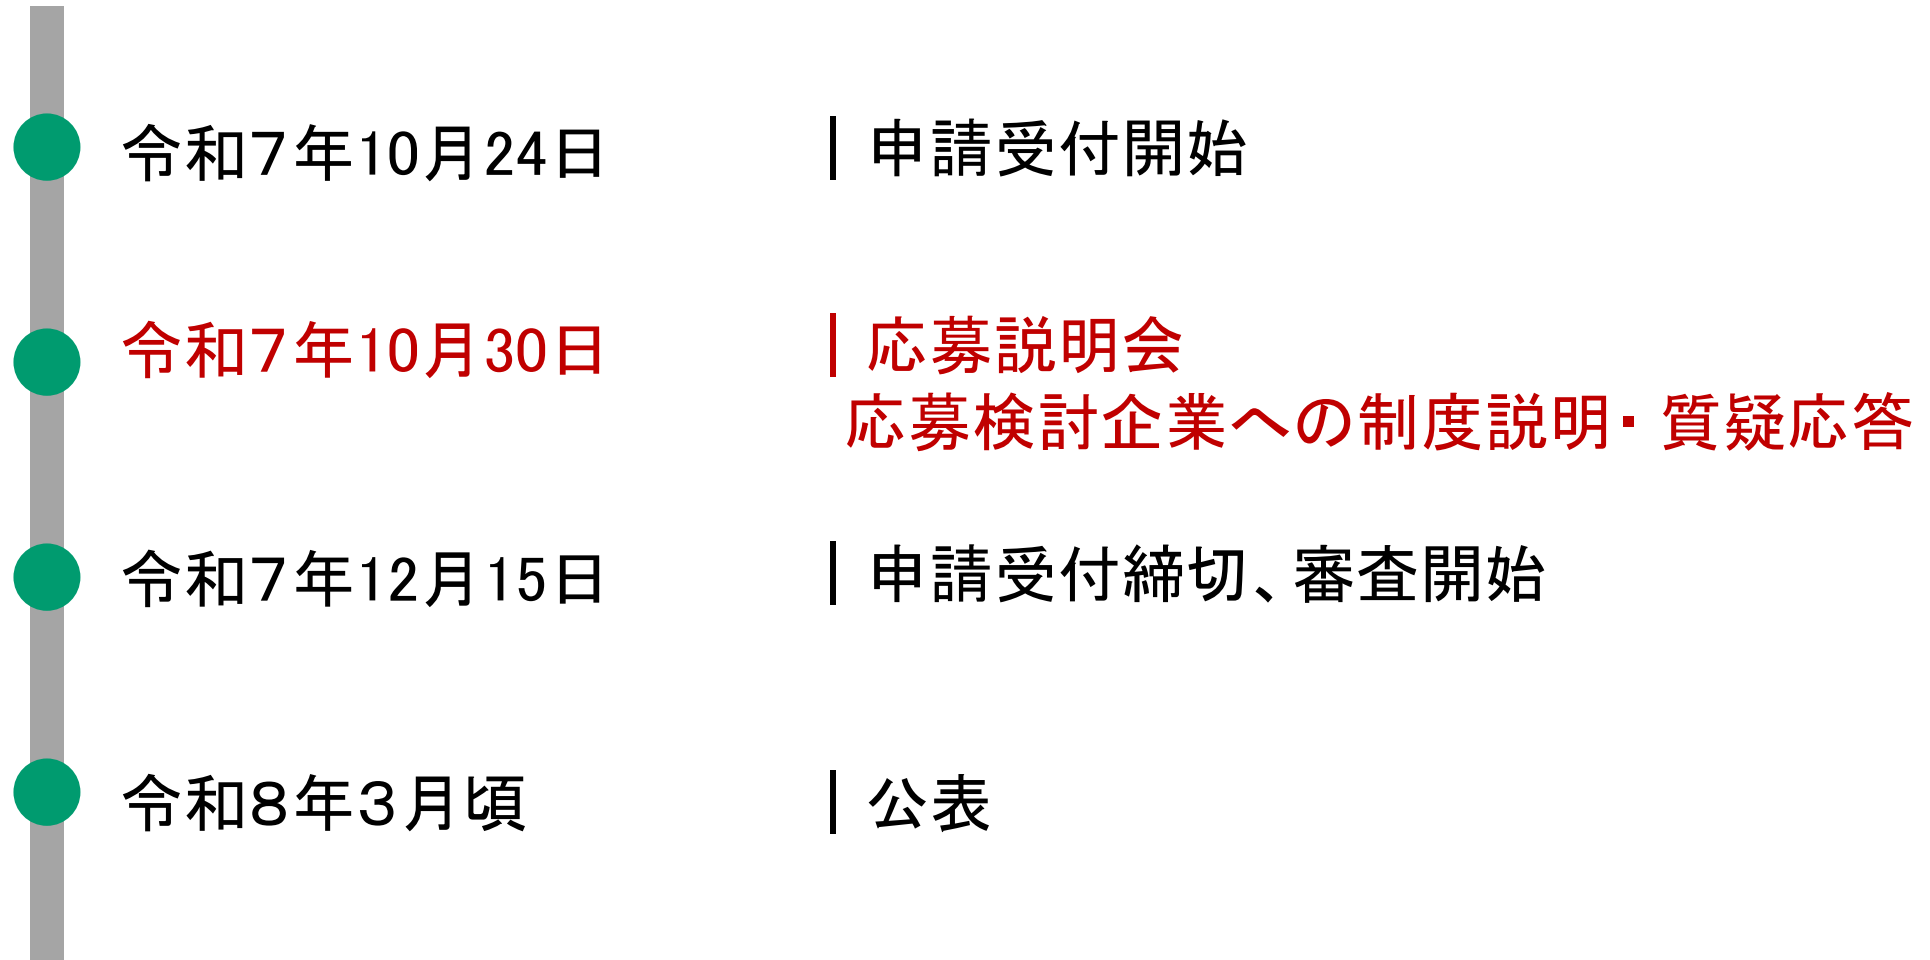 令和7年10月24日 | 申請受付開始
令和7年10月30日 | 応募説明会
応募検討企業への制度説明・質疑応答
令和7年12月15日 | 申請受付締切、審査開始
令和8年3月頃 | 公表